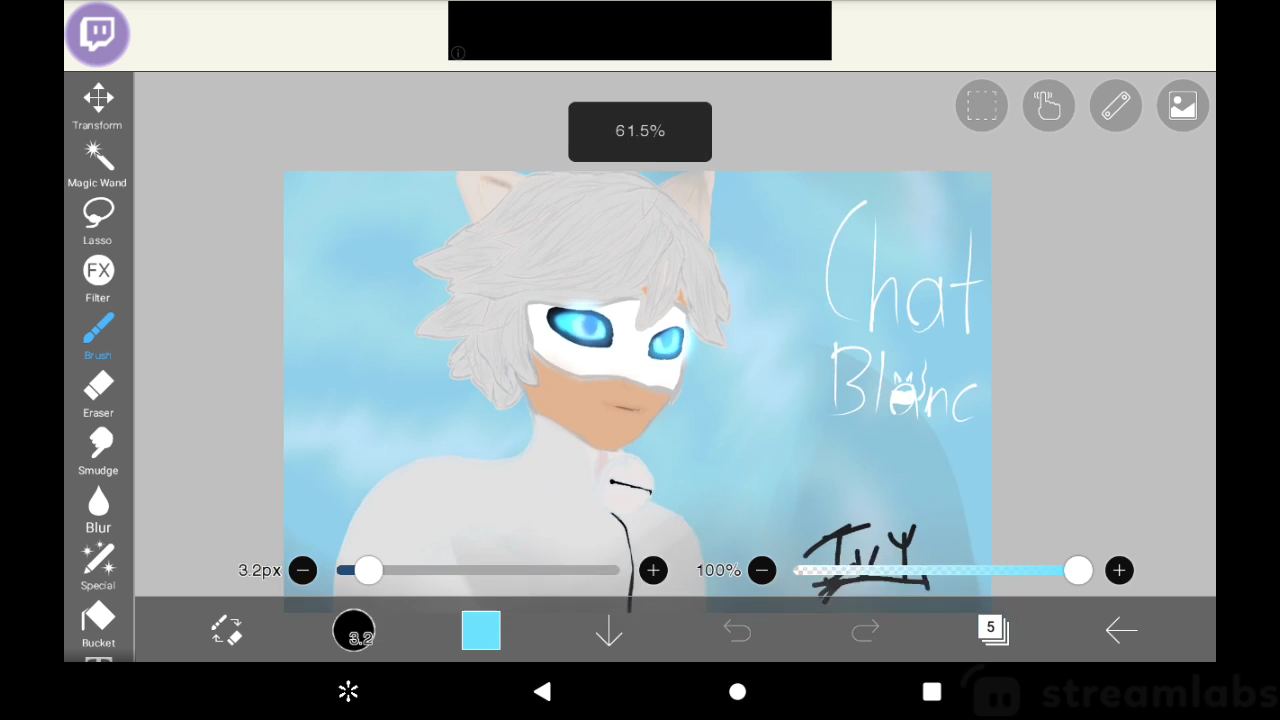 61.5%
Transform
Magic Wand
Lasso
FX
Filter
Brush
Eraser
Smudge
Blur
Special
Bucket
Chat
Blanc
3.2px
100%
3.2
5
streamlabs